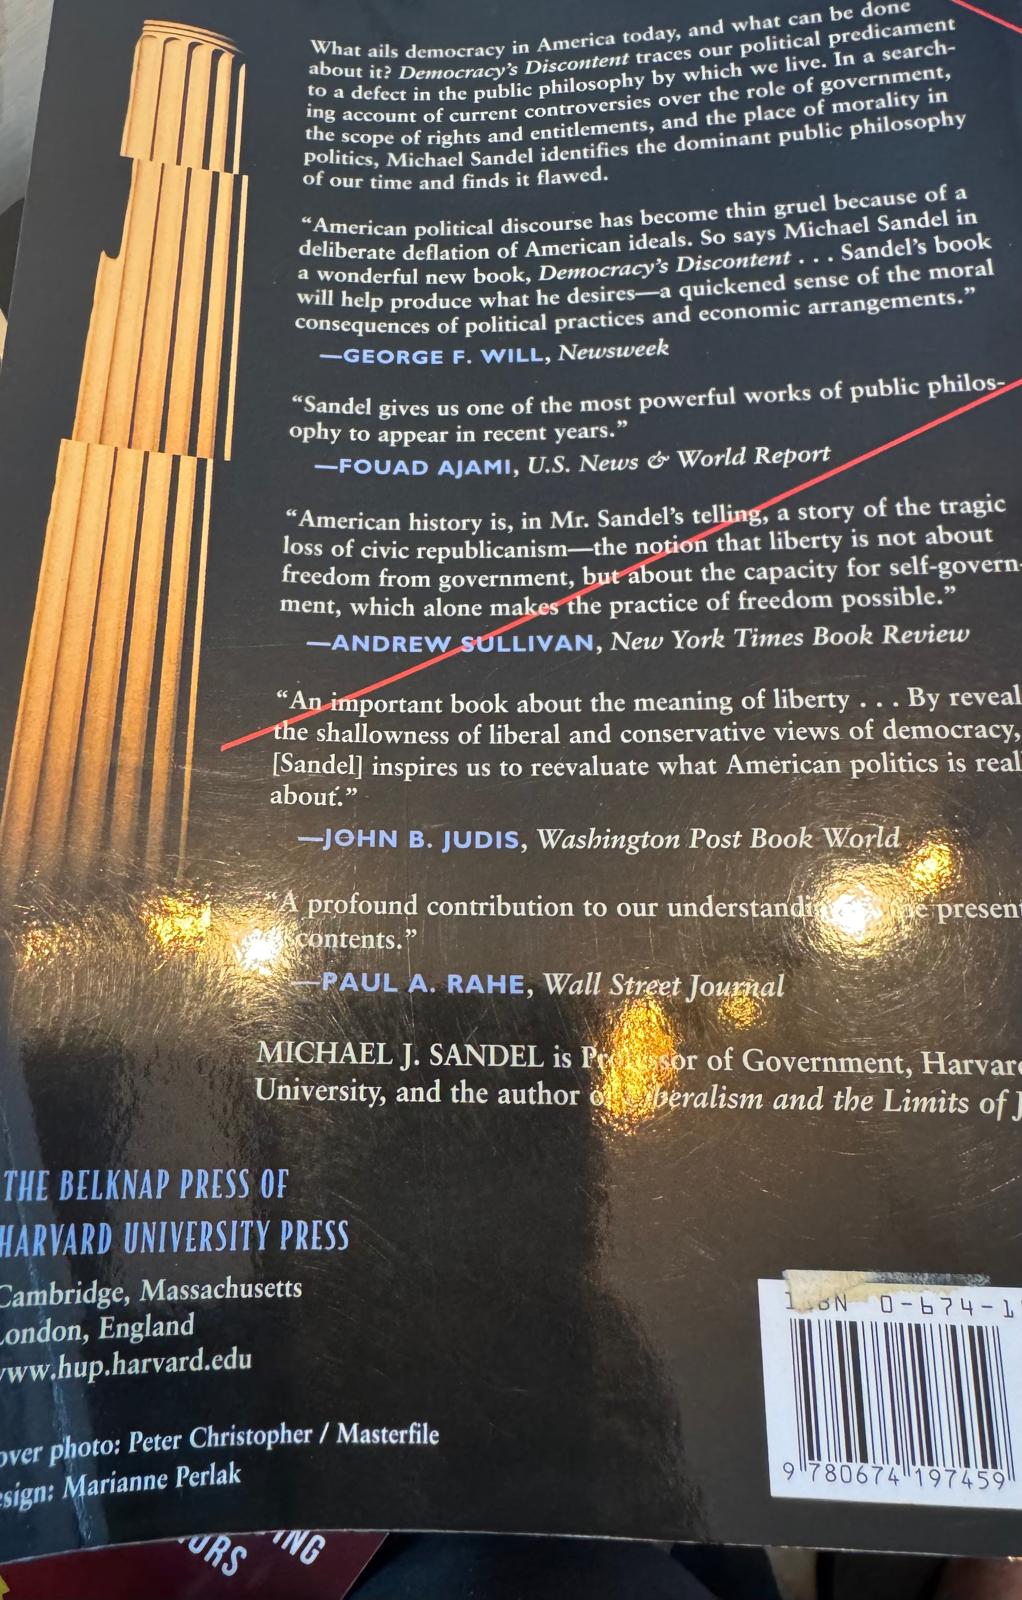 What ails democracy in America today, and what can be done
about it? Democracy's Discontent traces our political predicament
to a defect in the public philosophy by which we live. In a search-
ing account of current controversies over the role of government,
the scope of rights and entitlements, and the place of morality in
politics, Michael Sandel identifies the dominant public philosophy
of our time and finds it flawed.
“American political discourse has become thin gruel because of a
deliberate deflation of American ideals. So says Michael Sandel in
a wonderful new book, Democracy's Discontent . . . Sandel's book
will help produce what he desires—a quickened sense of the moral
consequences of political practices and economic arrangements.”
—GEORGE F. WILL, Newsweek
“Sandel gives us one of the most powerful works of public philos-
ophy to appear in recent years.”
—FOUAD AJAMI, U.S. News & World Report
“American history is, in Mr. Sandel's telling, a story of the tragic
loss of civic republicanism—the notion that liberty is not about
freedom from government, but about the capacity for self-govern-
ment, which alone makes the practice of freedom possible.”
—ANDREW SULLIVAN, New York Times Book Review
“An important book about the meaning of liberty . . . By reveal
the shallowness of liberal and conservative views of democracy,
[Sandel] inspires us to reevaluate what American politics is real
about.”
—JOHN B. JUDIS, Washington Post Book World
“A profound contribution to our present
contents.”
—PAUL A. RAHE, Wall Street Journal
MICHAEL J. SANDEL is Professor of Government, Harvard
University, and the author of Liberalism and the Limits of J
THE BELKNAP PRESS OF
HARVARD UNIVERSITY PRESS
Cambridge, Massachusetts
London, England
www.hup.harvard.edu
over photo: Peter Christopher / Masterfile
esign: Marianne Perlak
ISBN 0-674-1
9 780674 197459
URS
ING